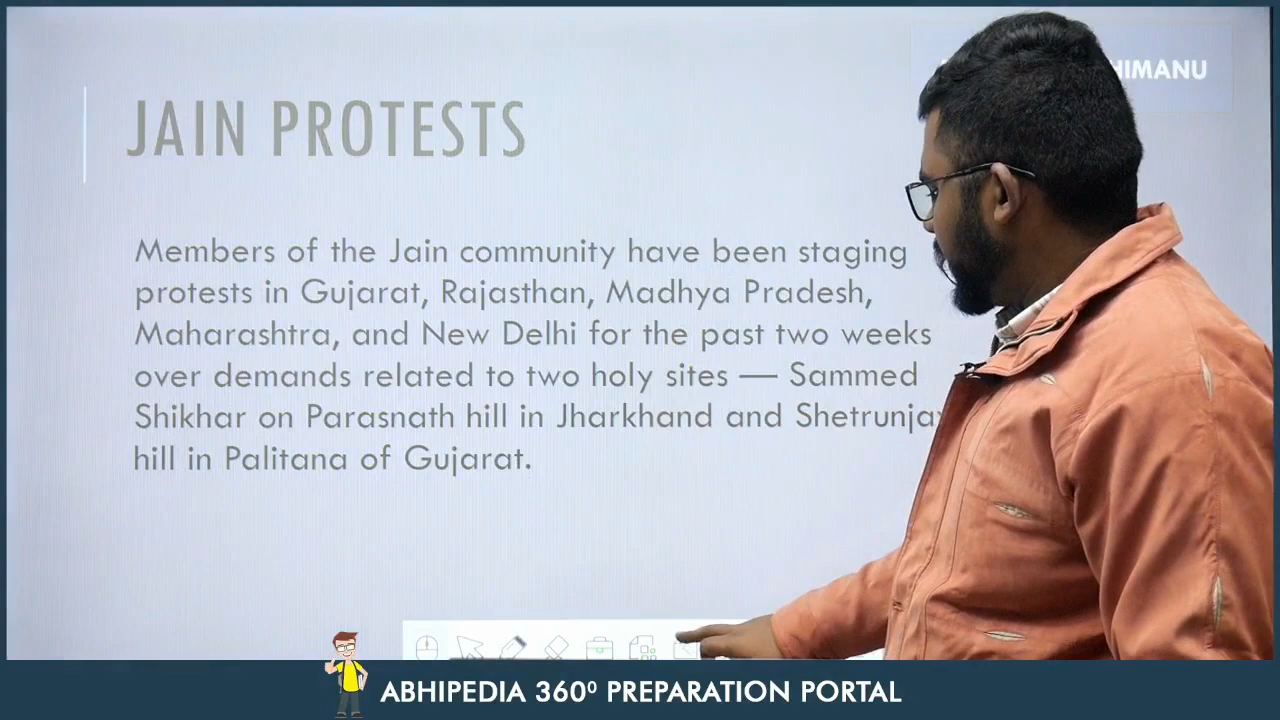 HIMANU
JAIN PROTESTS
Members of the Jain community have been staging
protests in Gujarat, Rajasthan, Madhya Pradesh,
Maharashtra, and New Delhi for the past two weeks
over demands related to two holy sites — Sammed
Shikhar on Parasnath hill in Jharkhand and
hill in Palitana of Gujarat.
ABHIPEDIA 360⁰ PREPARATION PORTAL